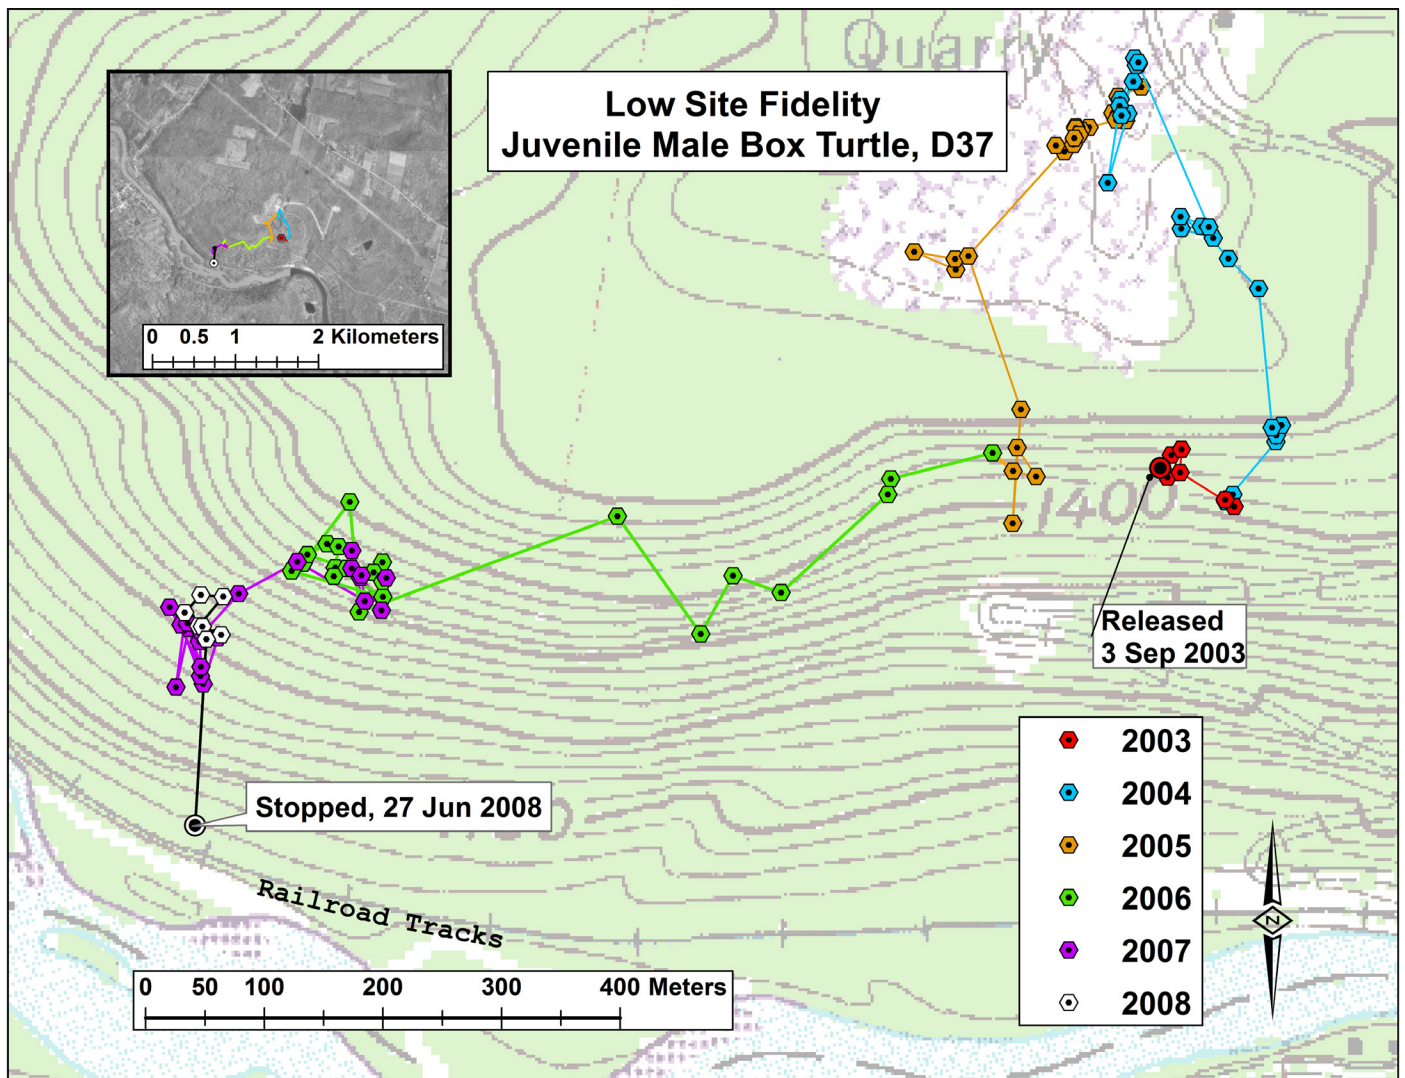 Quarry
Low Site Fidelity
Juvenile Male Box Turtle, D37
0 0.5 1 2 Kilometers
1400
Released
3 Sep 2003
2003
2004
2005
2006
2007
2008
Stopped, 27 Jun 2008
Railroad Tracks
N
0 50 100 200 300 400 Meters